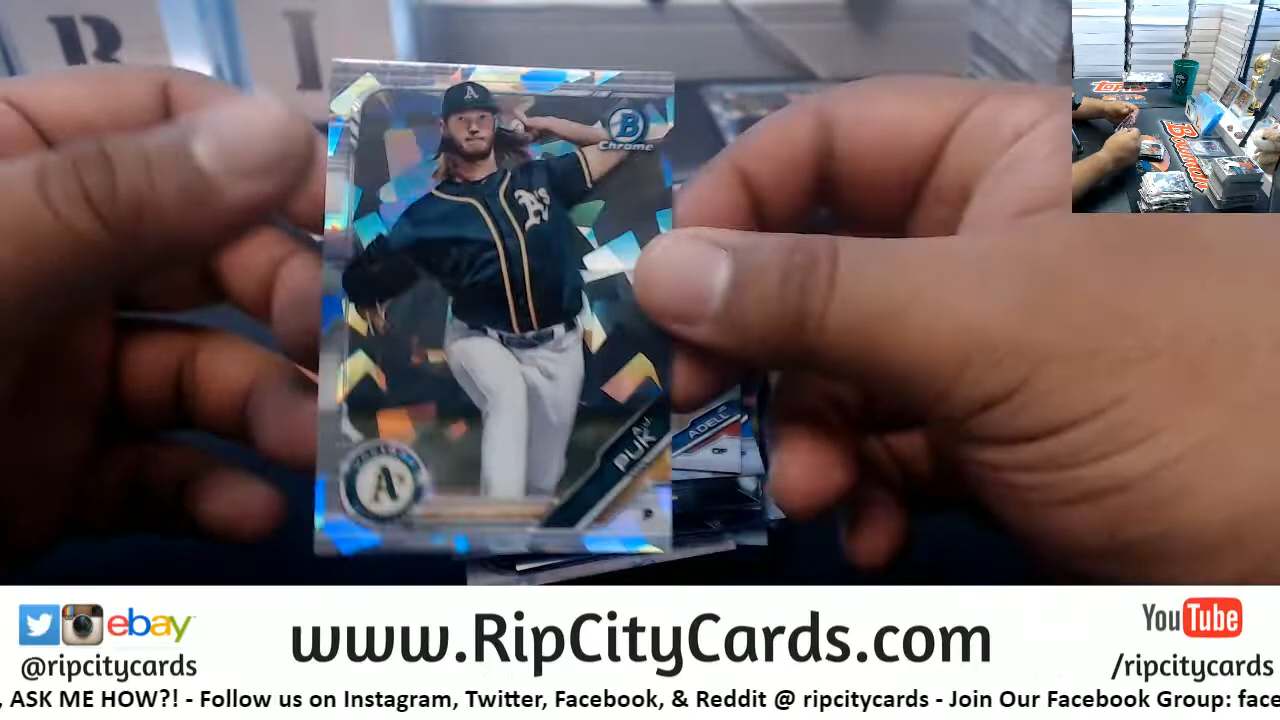 R I
A
B
Chrome
A's
A.J. PUK
P
A's
ADELL
TOPPS
Bowman
ebay
@ripcitycards
www.RipCityCards.com
YouTube
/ripcitycards
, ASK ME HOW?! - Follow us on Instagram, Twitter, Facebook, & Reddit @ ripcitycards - Join Our Facebook Group: face